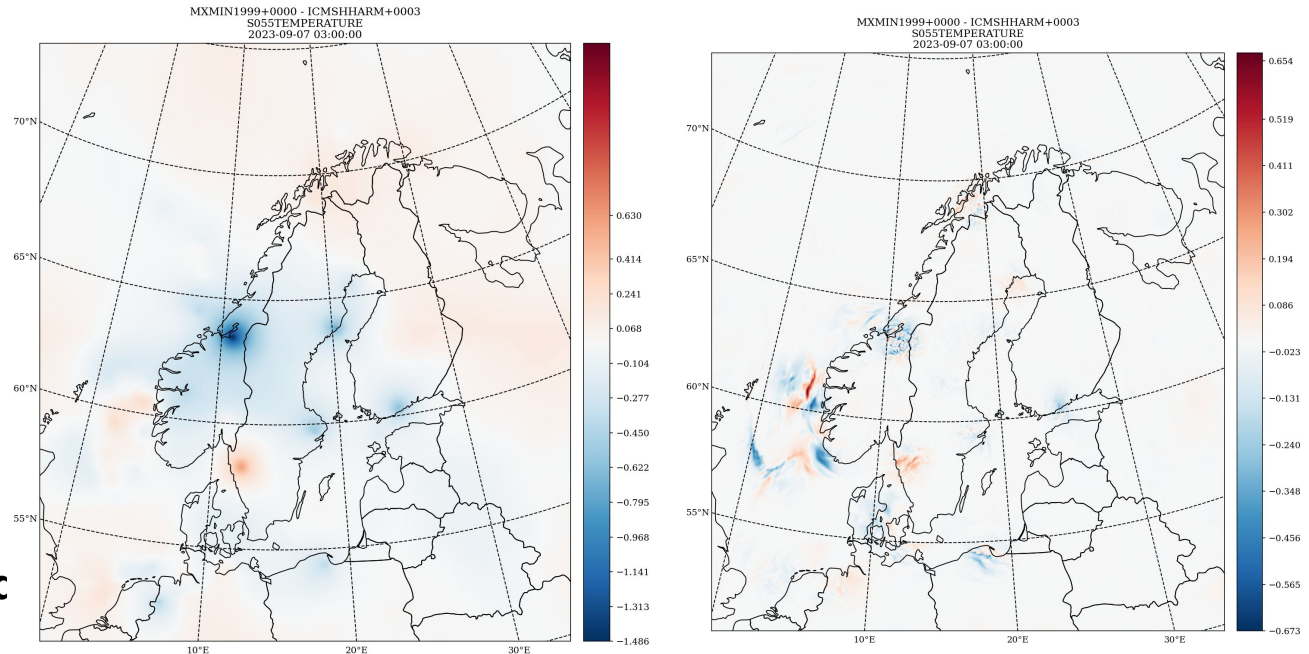 MXMIN1999+0000 - ICMSHHARM+0003
S055TEMPERATURE
2023-09-07 03:00:00
70°N
65°N
60°N
55°N
10°E
20°E
30°E
0.630
0.414
0.241
0.068
−0.104
−0.277
−0.450
−0.622
−0.795
−0.968
−1.141
−1.313
−1.486
c
MXMIN1999+0000 - ICMSHHARM+0003
S055TEMPERATURE
2023-09-07 03:00:00
70°N
65°N
60°N
55°N
10°E
20°E
30°E
0.654
0.519
0.411
0.302
0.194
0.086
−0.023
−0.131
−0.240
−0.348
−0.456
−0.565
−0.673